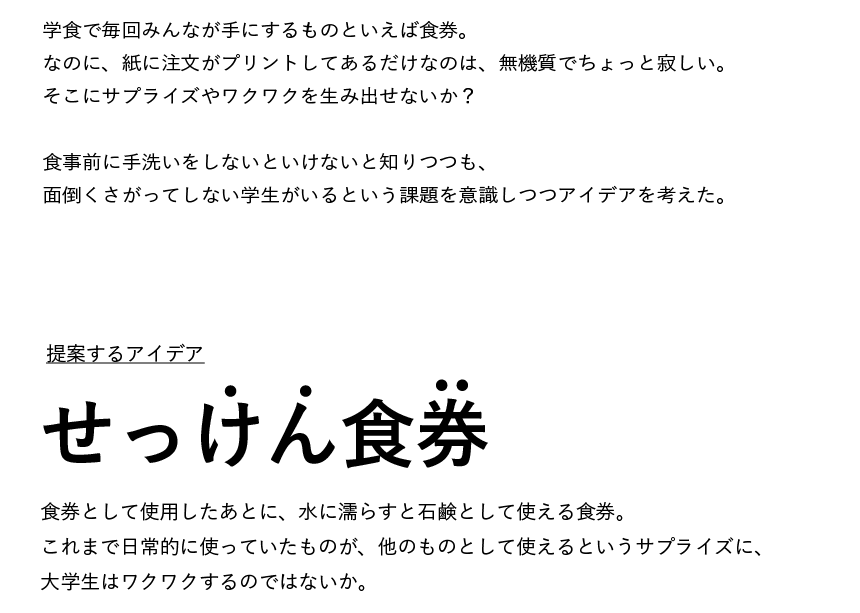 学食で毎回みんなが手にするものといえば食券。
なのに、紙に注文がプリントしてあるだけなのは、無機質でちょっと寂しい。
そこにサプライズやワクワクを生み出せないか？
食事前に手洗いをしないといけないと知りつつも、
面倒くさがってしない学生がいるという課題を意識しつつアイデアを考えた。
提案するアイデア
せっけん食券
食券として使用したあとに、水に濡らすと石鹸として使える食券。
これまで日常的に使っていたものが、他のものとして使えるというサプライズに、
大学生はワクワクするのではないか。